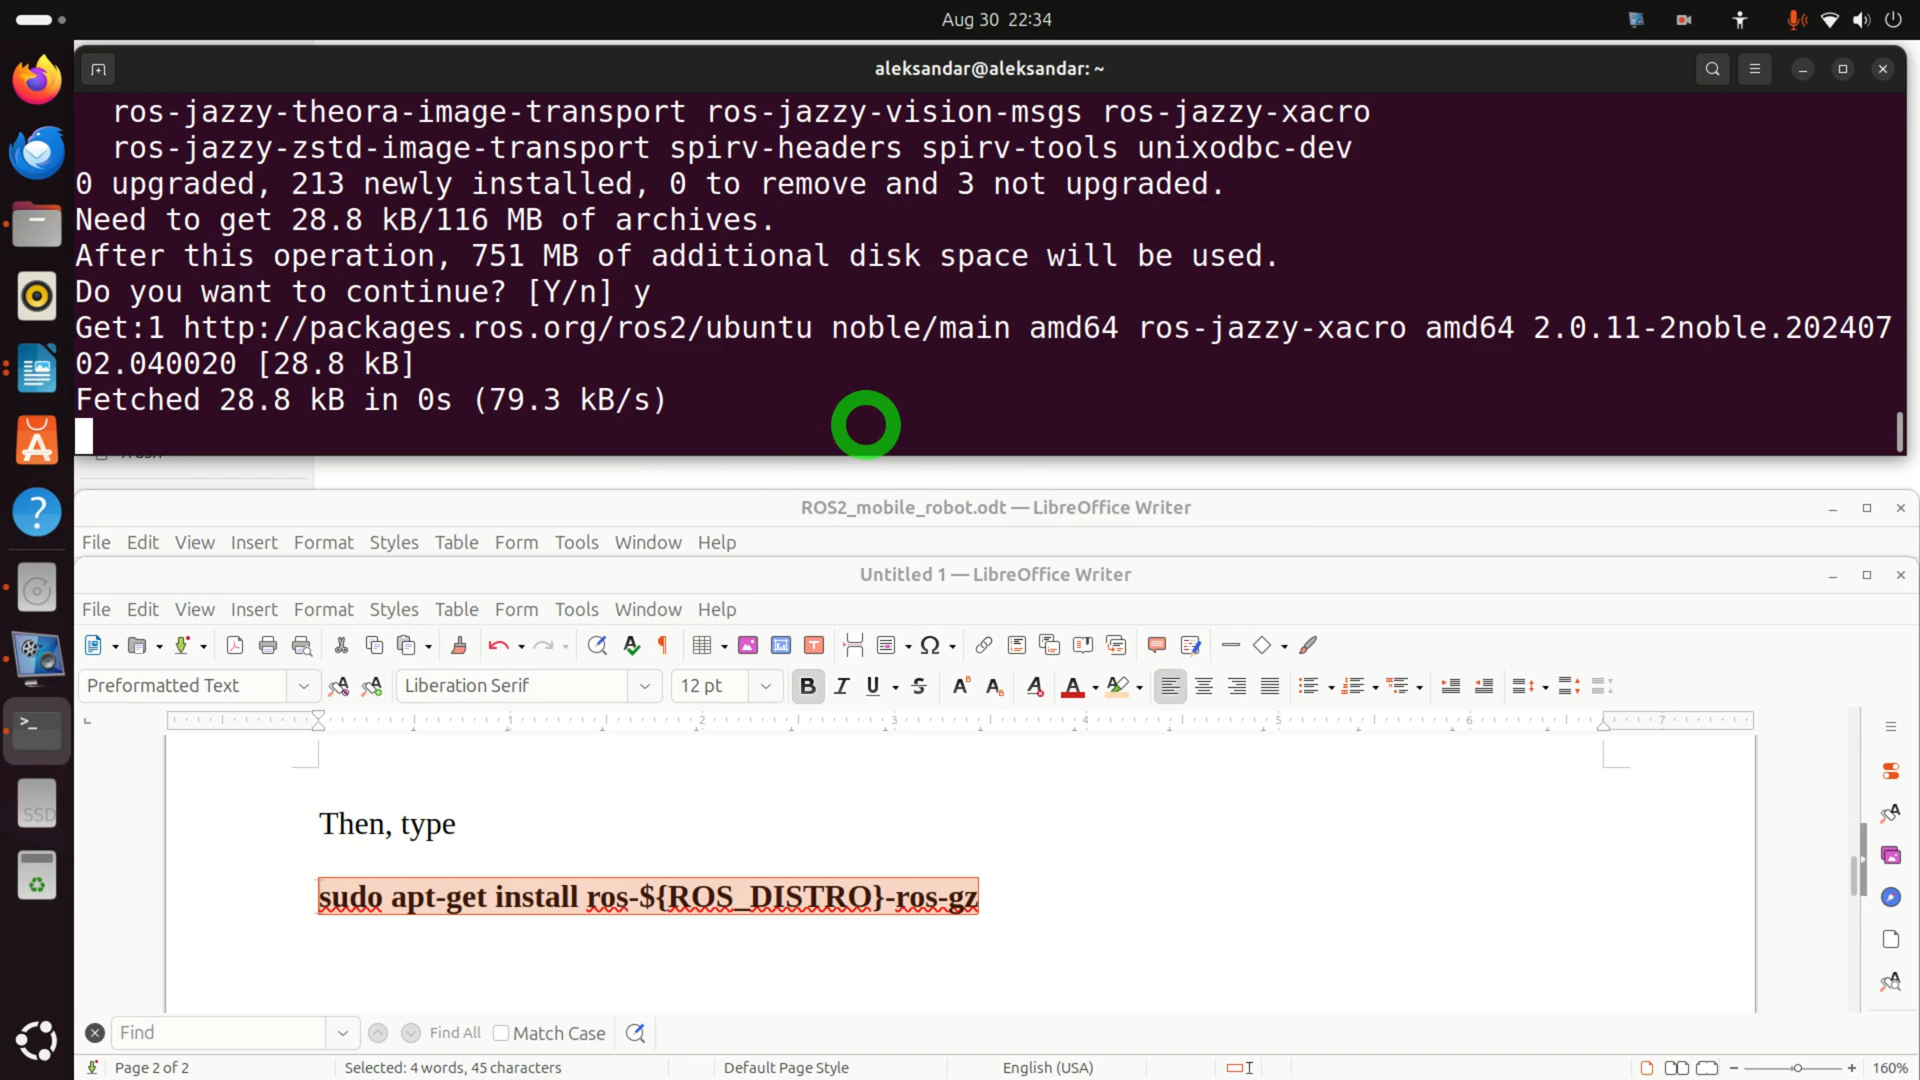 Aug 30 22:34
aleksandar@aleksandar: ~
ros-jazzy-theora-image-transport ros-jazzy-vision-msgs ros-jazzy-xacro
ros-jazzy-zstd-image-transport spirv-headers spirv-tools unixodbc-dev
0 upgraded, 213 newly installed, 0 to remove and 3 not upgraded.
Need to get 28.8 kB/116 MB of archives.
After this operation, 751 MB of additional disk space will be used.
Do you want to continue? [Y/n] y
Get:1 http://packages.ros.org/ros2/ubuntu noble/main amd64 ros-jazzy-xacro amd64 2.0.11-2noble.202407
02.040020 [28.8 kB]
Fetched 28.8 kB in 0s (79.3 kB/s)
ROS2_mobile_robot.odt — LibreOffice Writer
File Edit View Insert Format Styles Table Form Tools Window Help
Untitled 1 — LibreOffice Writer
File Edit View Insert Format Styles Table Form Tools Window Help
Preformatted Text Liberation Serif 12 pt
1 2 3 4 5 6 7
Then, type
sudo apt-get install ros-${ROS_DISTRO}-ros-gz
SSD
Find Find All Match Case
Page 2 of 2 Selected: 4 words, 45 characters Default Page Style English (USA) 160%